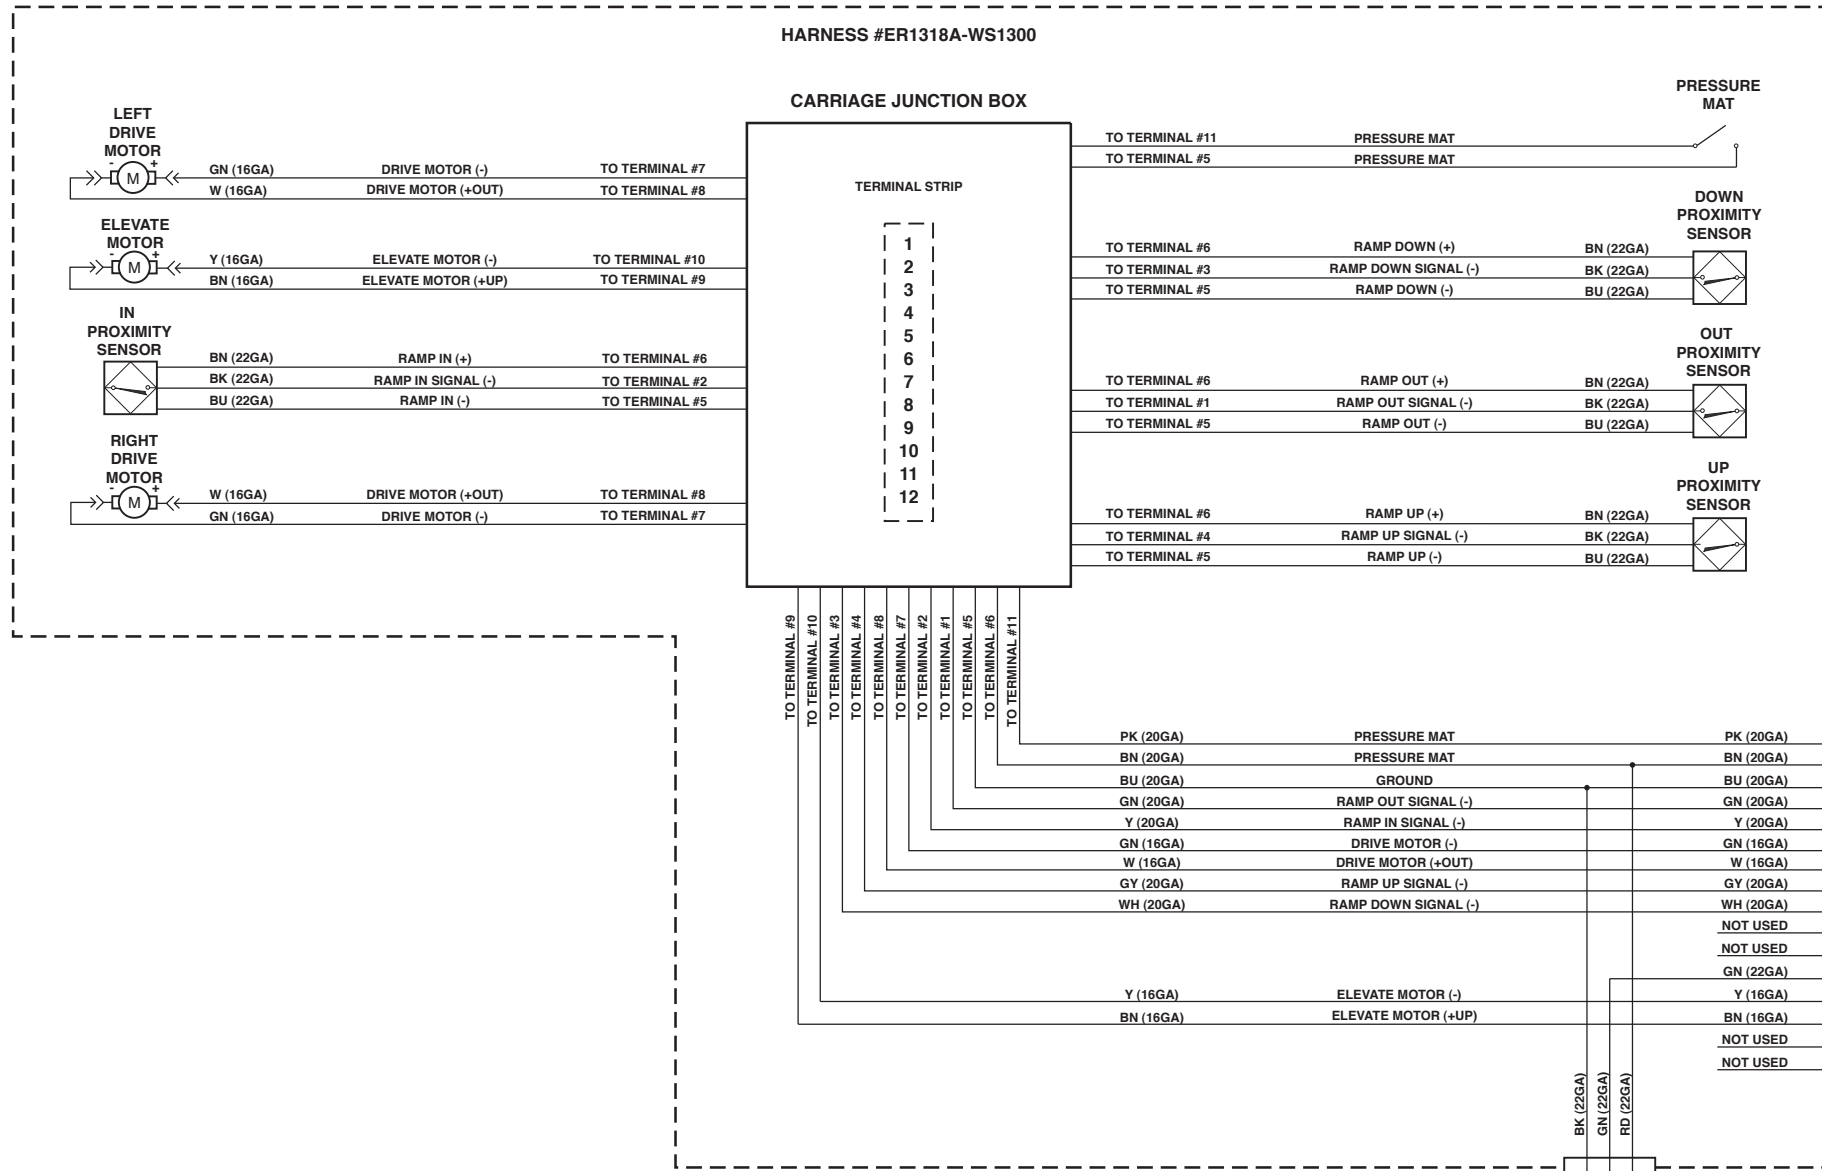 HARNESS #ER1318A-WS1300
CARRIAGE JUNCTION BOX
LEFT
DRIVE
MOTOR
- +
M
GN (16GA) DRIVE MOTOR (-) TO TERMINAL #7
W (16GA) DRIVE MOTOR (+OUT) TO TERMINAL #8
ELEVATE
MOTOR
- +
M
Y (16GA) ELEVATE MOTOR (-) TO TERMINAL #10
BN (16GA) ELEVATE MOTOR (+UP) TO TERMINAL #9
IN
PROXIMITY
SENSOR
BN (22GA) RAMP IN (+) TO TERMINAL #6
BK (22GA) RAMP IN SIGNAL (-) TO TERMINAL #2
BU (22GA) RAMP IN (-) TO TERMINAL #5
RIGHT
DRIVE
MOTOR
- +
M
W (16GA) DRIVE MOTOR (+OUT) TO TERMINAL #8
GN (16GA) DRIVE MOTOR (-) TO TERMINAL #7
TERMINAL STRIP
1
2
3
4
5
6
7
8
9
10
11
12
PRESSURE
MAT
TO TERMINAL #11 PRESSURE MAT
TO TERMINAL #5 PRESSURE MAT
DOWN
PROXIMITY
SENSOR
TO TERMINAL #6 RAMP DOWN (+) BN (22GA)
TO TERMINAL #3 RAMP DOWN SIGNAL (-) BK (22GA)
TO TERMINAL #5 RAMP DOWN (-) BU (22GA)
OUT
PROXIMITY
SENSOR
TO TERMINAL #6 RAMP OUT (+) BN (22GA)
TO TERMINAL #1 RAMP OUT SIGNAL (-) BK (22GA)
TO TERMINAL #5 RAMP OUT (-) BU (22GA)
UP
PROXIMITY
SENSOR
TO TERMINAL #6 RAMP UP (+) BN (22GA)
TO TERMINAL #4 RAMP UP SIGNAL (-) BK (22GA)
TO TERMINAL #5 RAMP UP (-) BU (22GA)
TO TERMINAL #9
TO TERMINAL #10
TO TERMINAL #3
TO TERMINAL #4
TO TERMINAL #8
TO TERMINAL #7
TO TERMINAL #2
TO TERMINAL #1
TO TERMINAL #5
TO TERMINAL #6
TO TERMINAL #11
PK (20GA) PRESSURE MAT PK (20GA)
BN (20GA) PRESSURE MAT BN (20GA)
BU (20GA) GROUND BU (20GA)
GN (20GA) RAMP OUT SIGNAL (-) GN (20GA)
Y (20GA) RAMP IN SIGNAL (-) Y (20GA)
GN (16GA) DRIVE MOTOR (-) GN (16GA)
W (16GA) DRIVE MOTOR (+OUT) W (16GA)
GY (20GA) RAMP UP SIGNAL (-) GY (20GA)
WH (20GA) RAMP DOWN SIGNAL (-) WH (20GA)
NOT USED
NOT USED
GN (22GA)
Y (16GA) ELEVATE MOTOR (-) Y (16GA)
BN (16GA) ELEVATE MOTOR (+UP) BN (16GA)
NOT USED
NOT USED
BK (22GA)
GN (22GA)
RD (22GA)